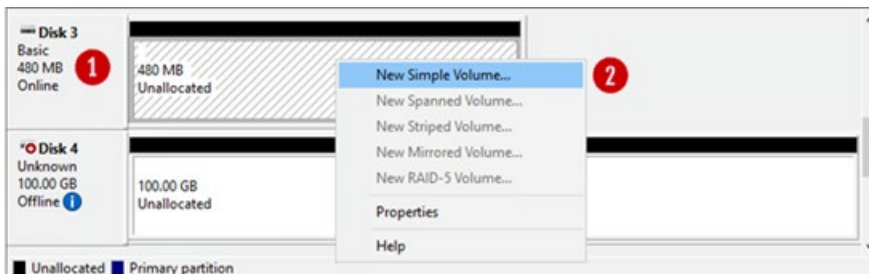 Disk 3
Basic
480 MB
Online
1
480 MB
Unallocated
2
New Simple Volume...
New Spanned Volume...
New Striped Volume...
New Mirrored Volume...
New RAID-5 Volume...
Properties
Help
Disk 4
Unknown
100.00 GB
Offline
100.00 GB
Unallocated
Unallocated Primary partition